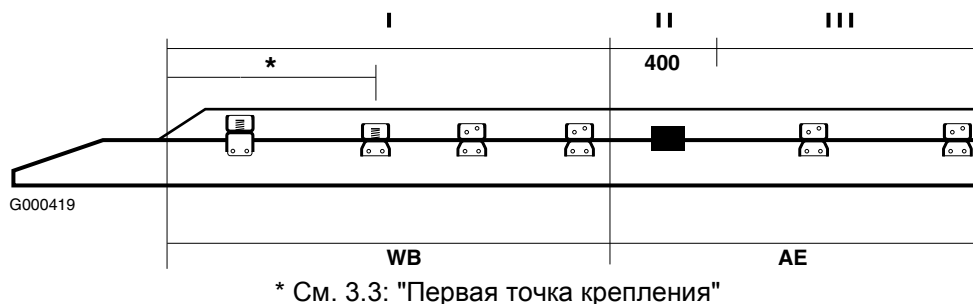 I II III
* 400
G000419
WB AE
* См. 3.3: "Первая точка крепления"